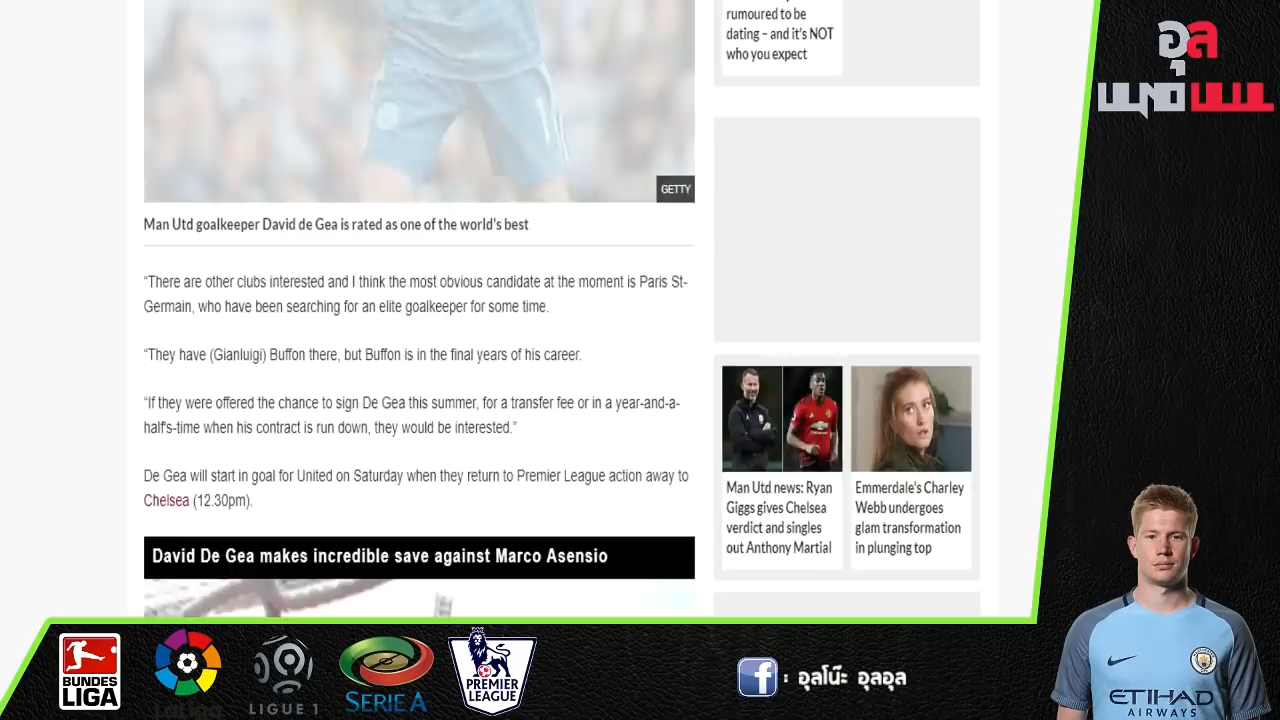 rumoured to be
dating – and it's NOT
who you expect
GETTY
Man Utd goalkeeper David de Gea is rated as one of the world's best
“There are other clubs interested and I think the most obvious candidate at the moment is Paris St-
Germain, who have been searching for an elite goalkeeper for some time.
“They have (Gianluigi) Buffon there, but Buffon is in the final years of his career.
“If they were offered the chance to sign De Gea this summer, for a transfer fee or in a year-and-a-
half's-time when his contract is run down, they would be interested.”
De Gea will start in goal for United on Saturday when they return to Premier League action away to
Chelsea (12.30pm).
David De Gea makes incredible save against Marco Asensio
Man Utd news: Ryan
Giggs gives Chelsea
verdict and singles
out Anthony Martial
Emmerdale's Charley
Webb undergoes
glam transformation
in plunging top
อุล
BUNDES
LIGA
LaLiga
LIGUE 1
SERIE A
PREMIER
LEAGUE
: อุลโน๊ะ อุลอุล
ETIHAD
AIRWAYS